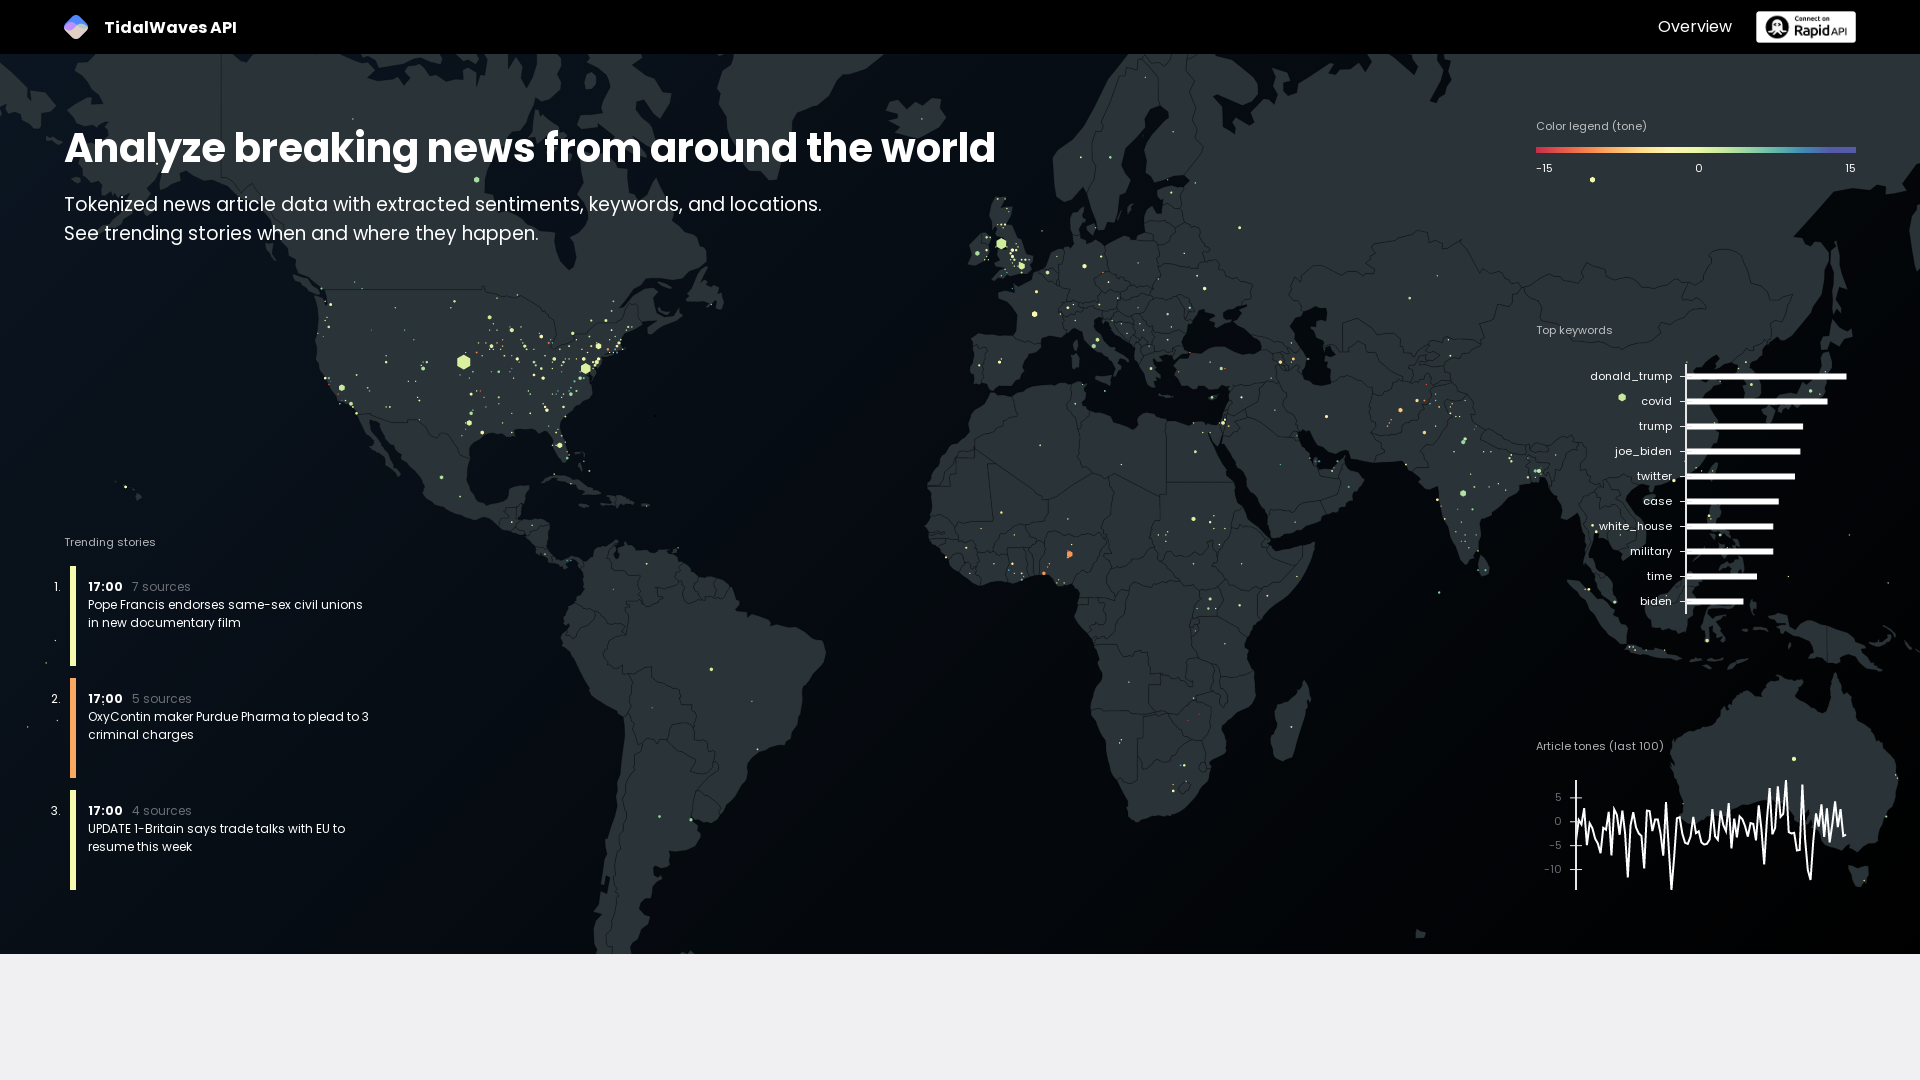 TidalWaves API
Overview
Connect on
Rapid API
Analyze breaking news from around the world
Tokenized news article data with extracted sentiments, keywords, and locations.
See trending stories when and where they happen.
Color legend (tone)
-15 0 15
Top keywords
donald_trump
covid
trump
joe_biden
twitter
case
white_house
military
time
biden
Trending stories
1. 17:00 7 sources
Pope Francis endorses same-sex civil unions
in new documentary film
2. 17:00 5 sources
OxyContin maker Purdue Pharma to plead to 3
criminal charges
3. 17:00 4 sources
UPDATE 1-Britain says trade talks with EU to
resume this week
Article tones (last 100)
5
0
-5
-10